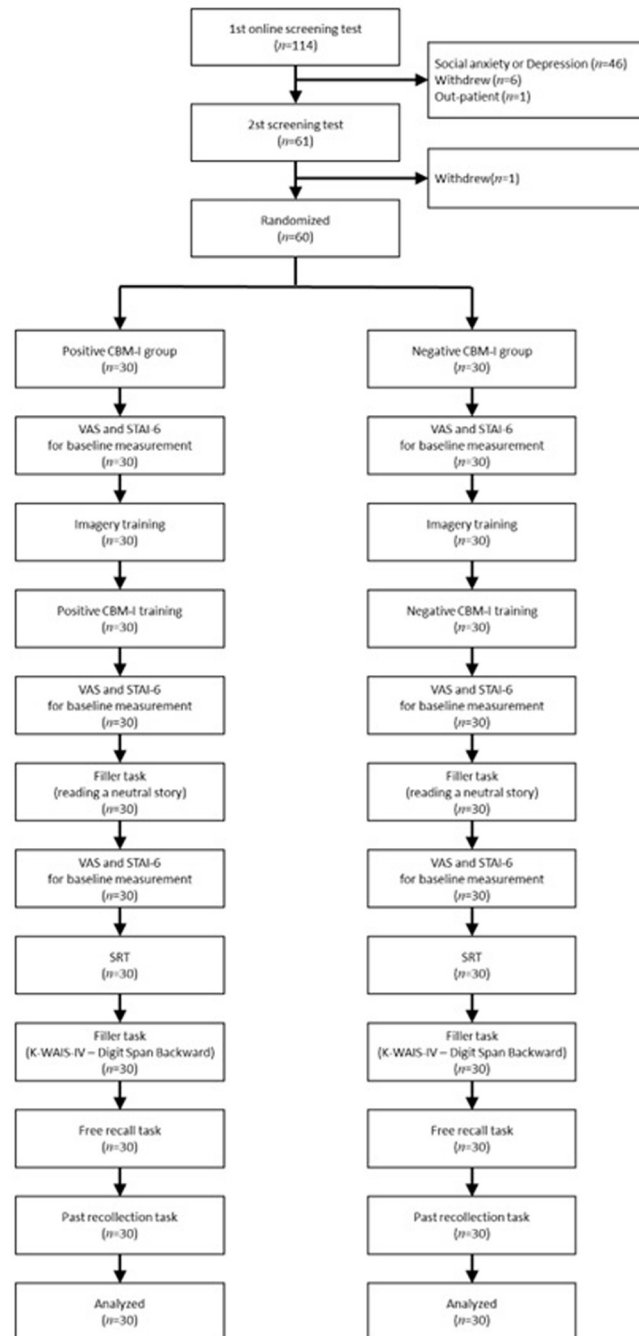 1st online screening test
(n=114)
Social anxiety or Depression (n=46)
Withdrew (n=6)
Out-patient (n=1)
2st screening test
(n=61)
Withdrew(n=1)
Randomized
(n=60)
Positive CBM-I group
(n=30)
Negative CBM-I group
(n=30)
VAS and STAI-6
for baseline measurement
(n=30)
VAS and STAI-6
for baseline measurement
(n=30)
Imagery training
(n=30)
Imagery training
(n=30)
Positive CBM-I training
(n=30)
Negative CBM-I training
(n=30)
VAS and STAI-6
for baseline measurement
(n=30)
VAS and STAI-6
for baseline measurement
(n=30)
Filler task
(reading a neutral story)
(n=30)
Filler task
(reading a neutral story)
(n=30)
VAS and STAI-6
for baseline measurement
(n=30)
VAS and STAI-6
for baseline measurement
(n=30)
SRT
(n=30)
SRT
(n=30)
Filler task
(K-WAIS-IV – Digit Span Backward)
(n=30)
Filler task
(K-WAIS-IV – Digit Span Backward)
(n=30)
Free recall task
(n=30)
Free recall task
(n=30)
Past recollection task
(n=30)
Past recollection task
(n=30)
Analyzed
(n=30)
Analyzed
(n=30)